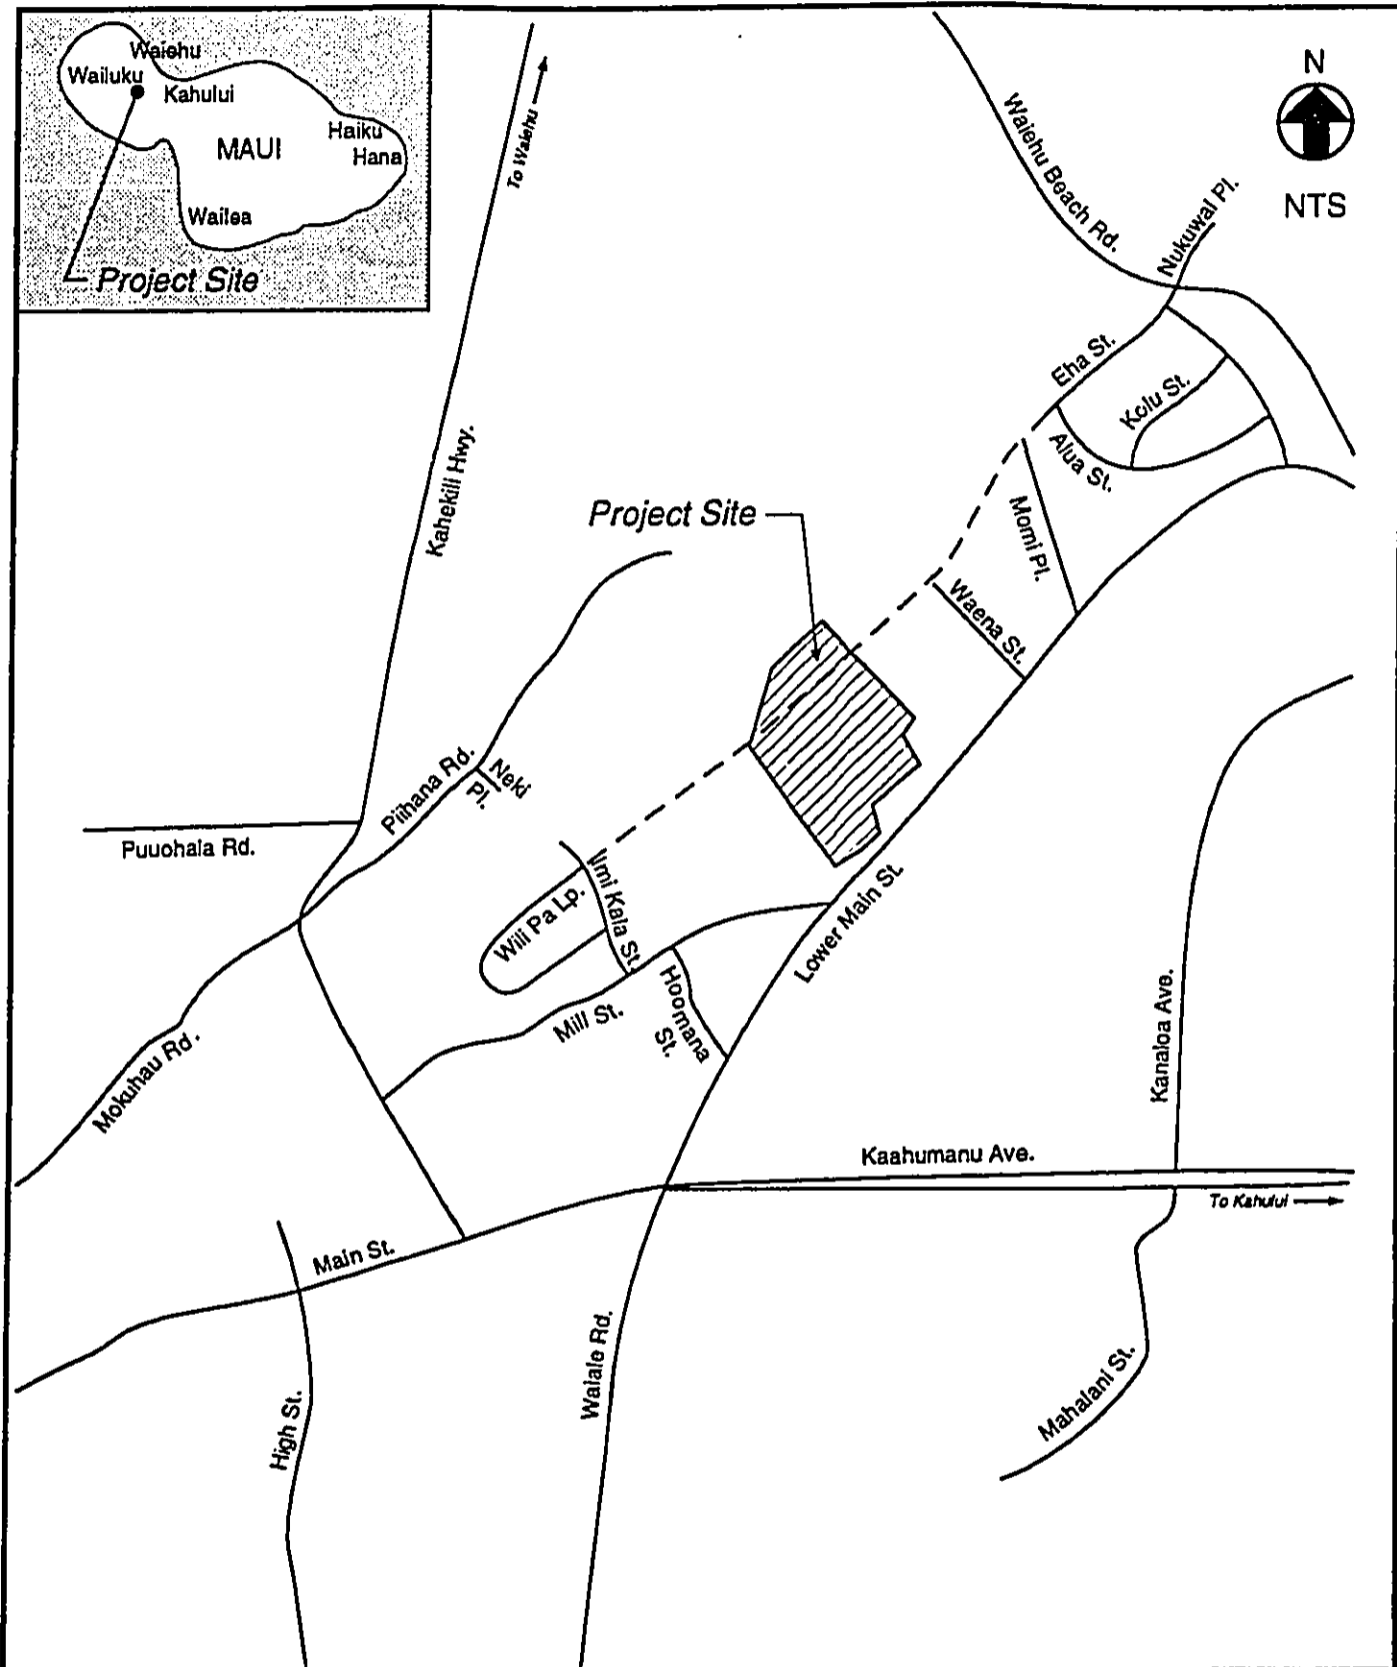 Waiehu
Wailuku
Kahului
Haiku
MAUI
Hana
Wailea
Project Site
To Waiehu
N
NTS
Waiehu Beach Rd.
Nukuwai Pl.
Eha St.
Kolu St.
Alua St.
Kahekili Hwy.
Project Site
Momi Pl.
Waena St.
Piihana Rd.
Neki
Pl.
Puuohala Rd.
Imi Kala St.
Wili Pa Lp.
Lower Main St.
Hoomana
St.
Mill St.
Mokuhau Rd.
Kanaloa Ave.
Kaahumanu Ave.
To Kahului
Main St.
Waiale Rd.
Mahalani St.
High St.